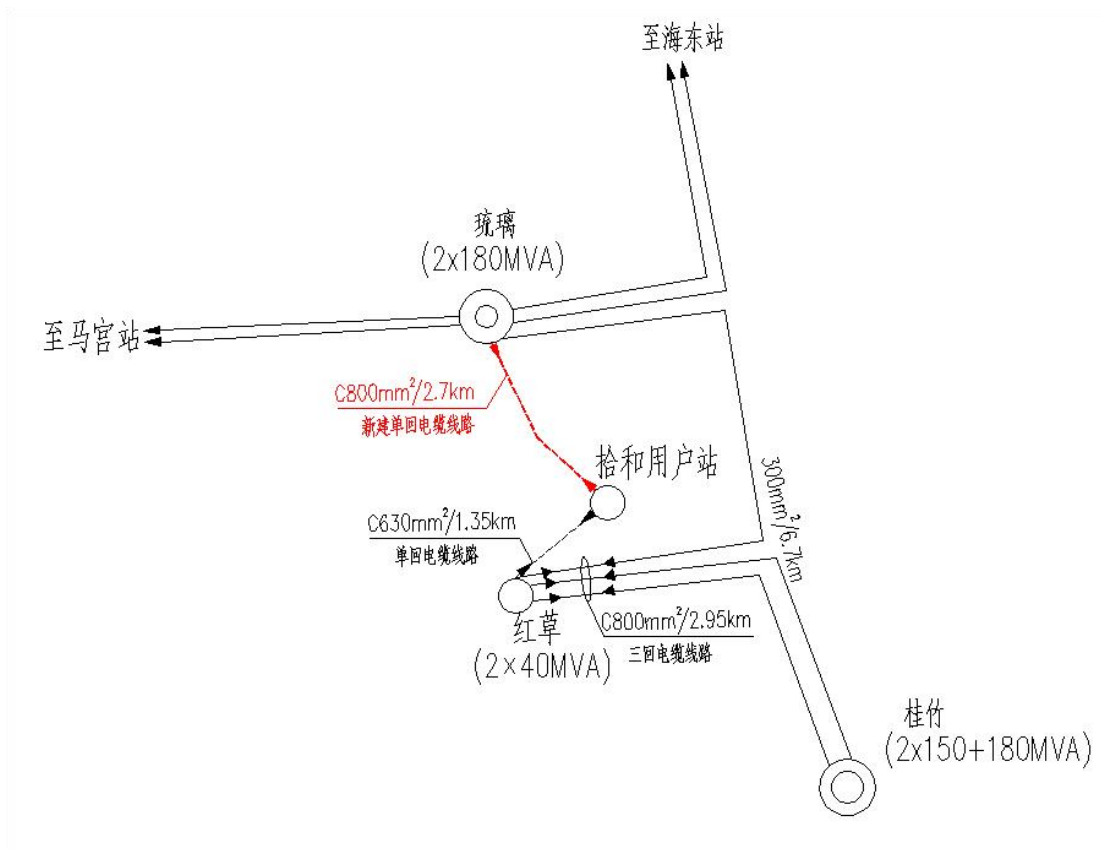 至海东站
琉璃
(2x180MVA)
至马宫站
C800mm²/2.7km
新建单回电缆线路
拾和用户站
300mm²/6.7km
C630mm²/1.35km
单回电缆线路
C800mm²/2.95km
三回电缆线路
红草
(2×40MVA)
桂竹
(2x150+180MVA)